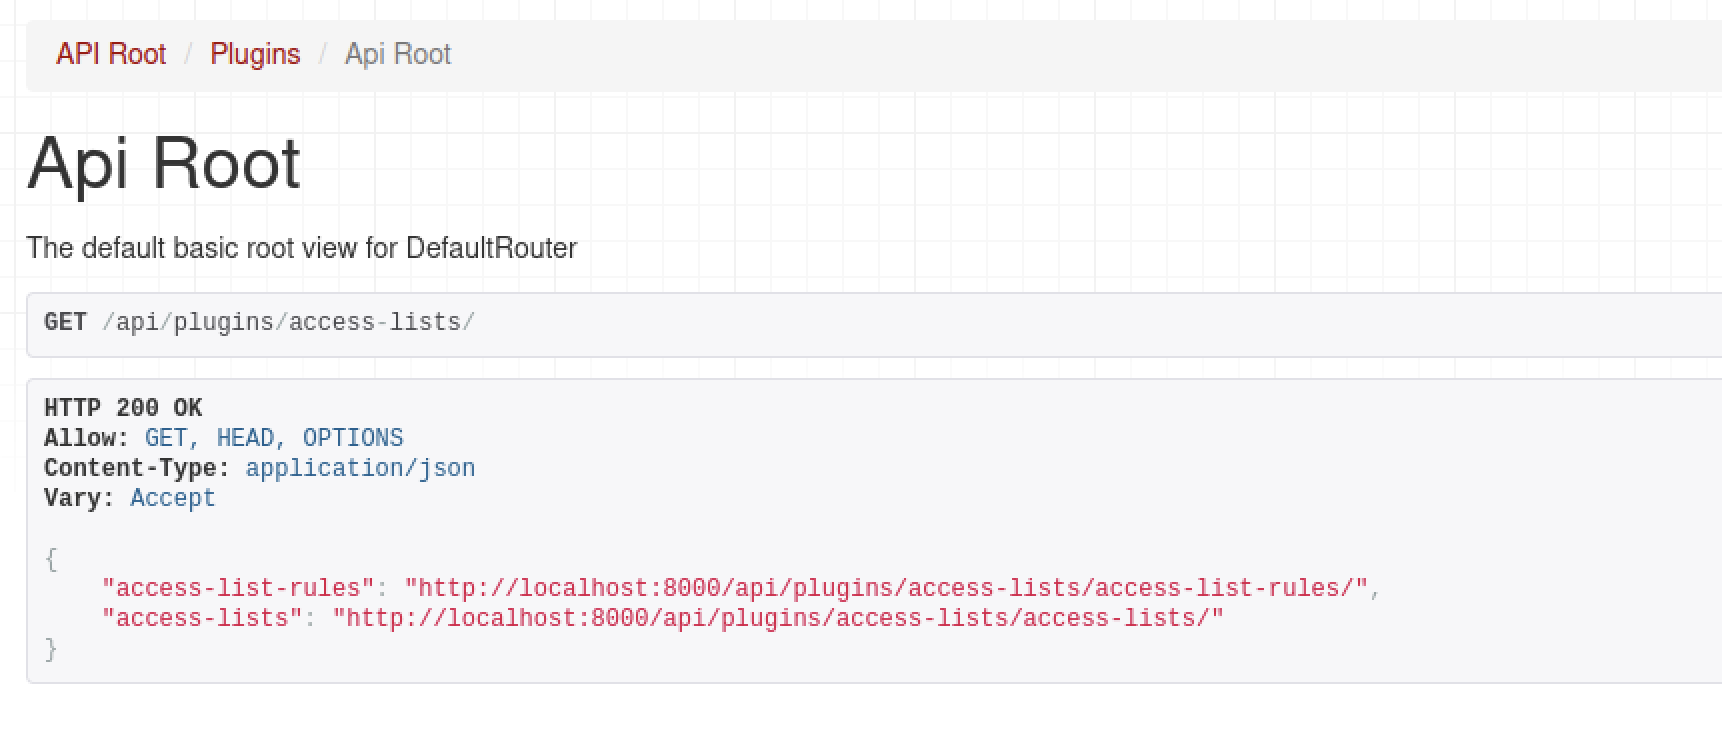 API Root / Plugins / Api Root
Api Root
The default basic root view for DefaultRouter
GET /api/plugins/access-lists/
HTTP 200 OK
Allow: GET, HEAD, OPTIONS
Content-Type: application/json
Vary: Accept
{
    "access-list-rules": "http://localhost:8000/api/plugins/access-lists/access-list-rules/",
    "access-lists": "http://localhost:8000/api/plugins/access-lists/access-lists/"
}